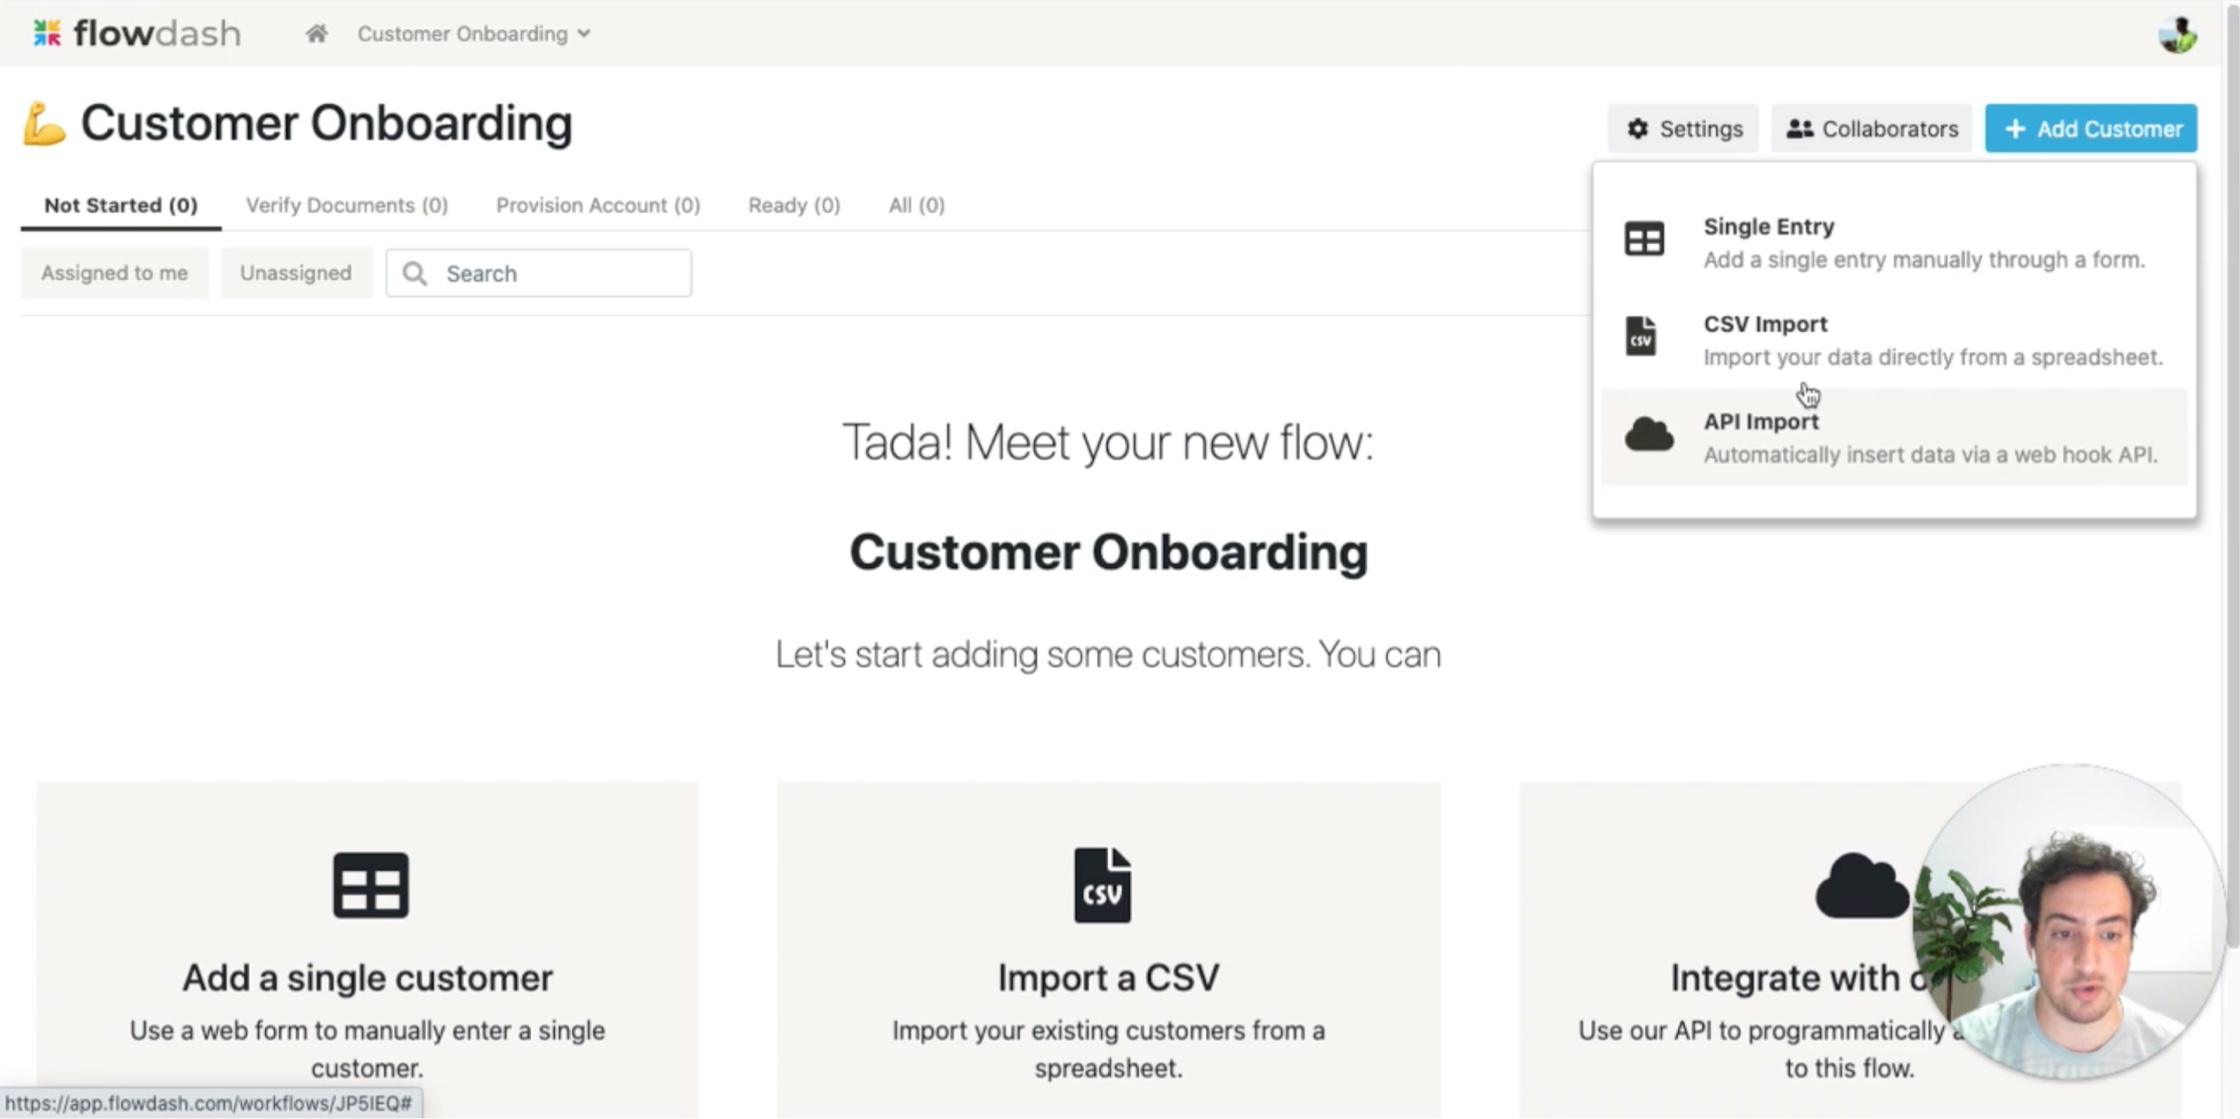 flowdash
Customer Onboarding
Customer Onboarding
Settings
Collaborators
+ Add Customer
Not Started (0)
Verify Documents (0)
Provision Account (0)
Ready (0)
All (0)
Assigned to me
Unassigned
Search
Single Entry
Add a single entry manually through a form.
CSV Import
CSV
Import your data directly from a spreadsheet.
API Import
Automatically insert data via a web hook API.
Tada! Meet your new flow:
Customer Onboarding
Let's start adding some customers. You can
Add a single customer
Use a web form to manually enter a single
customer.
CSV
Import a CSV
Import your existing customers from a
spreadsheet.
Integrate with
Use our API to programmatically
to this flow.
https://app.flowdash.com/workflows/JP5IEQ#